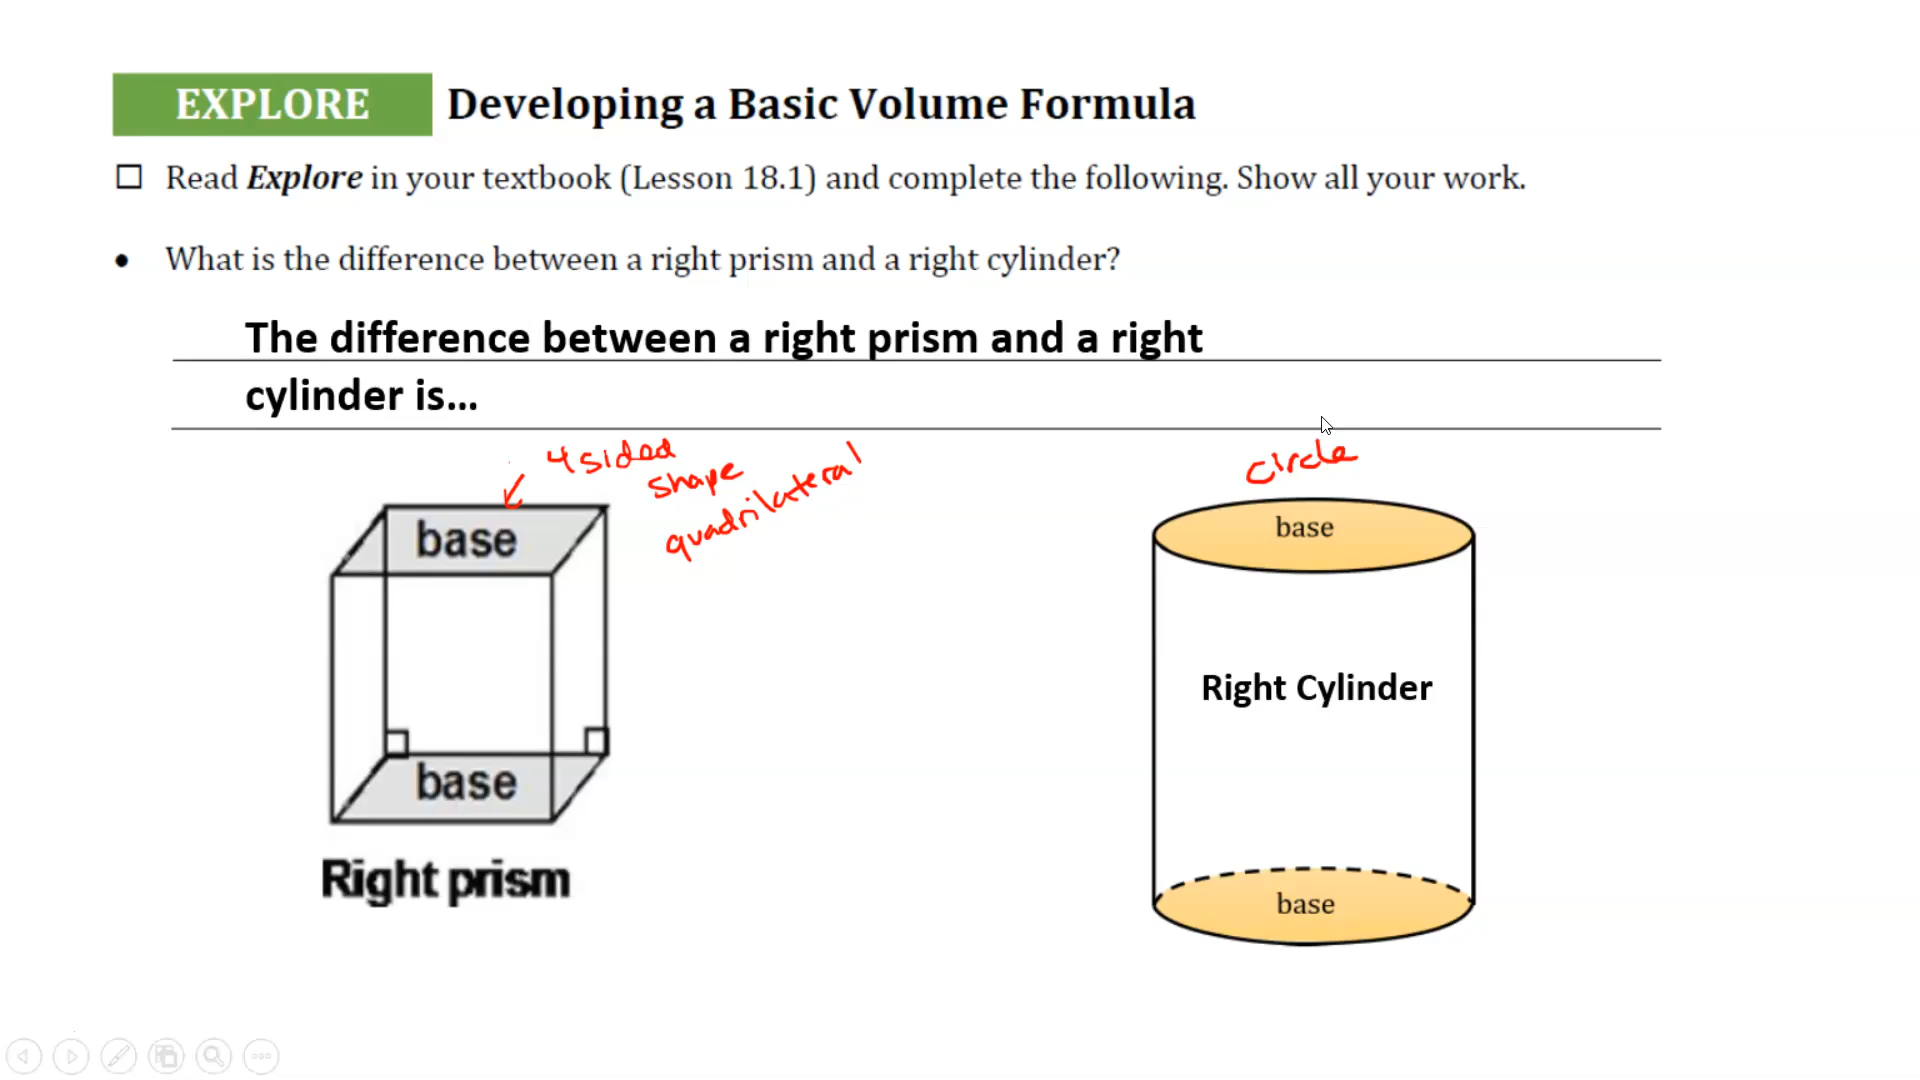 EXPLORE Developing a Basic Volume Formula
Read Explore in your textbook (Lesson 18.1) and complete the following. Show all your work.
• What is the difference between a right prism and a right cylinder?
The difference between a right prism and a right
cylinder is...
4 sided
shape
quadrilateral
circle
base
base
Right prism
base
Right Cylinder
base